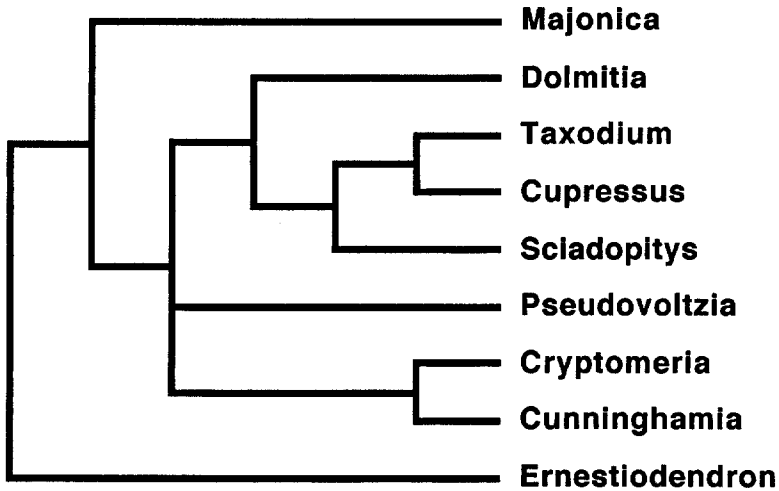 Majonica
Dolmitia
Taxodium
Cupressus
Sciadopitys
Pseudovoltzia
Cryptomeria
Cunninghamia
Ernestiodendron